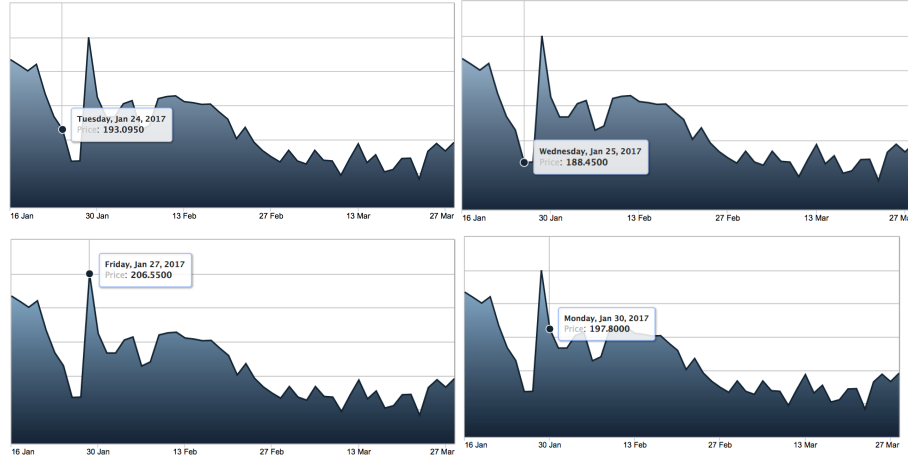 Tuesday, Jan 24, 2017
Price: 193.0950
16 Jan 30 Jan 13 Feb 27 Feb 13 Mar 27 Mar
Wednesday, Jan 25, 2017
Price: 188.4500
16 Jan 30 Jan 13 Feb 27 Feb 13 Mar 27 M
Friday, Jan 27, 2017
Price: 206.5500
16 Jan 30 Jan 13 Feb 27 Feb 13 Mar 27 Mar
Monday, Jan 30, 2017
Price: 197.8000
16 Jan 30 Jan 13 Feb 27 Feb 13 Mar 27 Mar